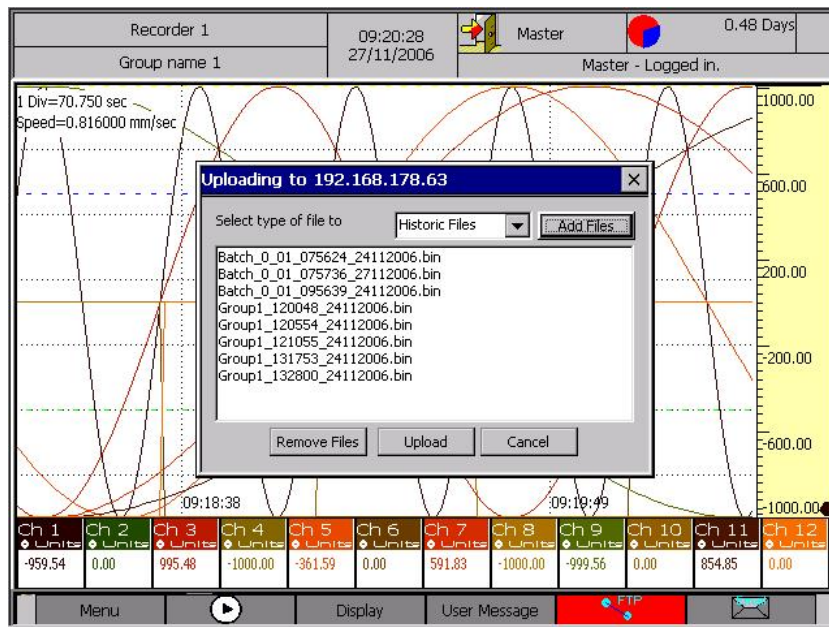 Recorder 1
Group name 1
09:20:28
27/11/2006
Master
0.48 Days
Master - Logged in.
1 Div=70.750 sec
Speed=0.816000 mm/sec
1000.00
600.00
200.00
-200.00
-600.00
-1000.00
Uploading to 192.168.178.63
Select type of file to
Historic Files
Add Files
Batch_0_01_075624_24112006.bin
Batch_0_01_075736_27112006.bin
Batch_0_01_095639_24112006.bin
Group1_120048_24112006.bin
Group1_120554_24112006.bin
Group1_121055_24112006.bin
Group1_131753_24112006.bin
Group1_132800_24112006.bin
Remove Files Upload Cancel
09:18:38 09:19:49
Ch 1 Ch 2 Ch 3 Ch 4 Ch 5 Ch 6 Ch 7 Ch 8 Ch 9 Ch 10 Ch 11 Ch 12
Units Units Units Units Units Units Units Units Units Units Units Units
-959.54 0.00 995.48 -1000.00 -361.59 0.00 591.83 -1000.00 -999.56 0.00 854.85 0.00
Menu Display User Message FTP